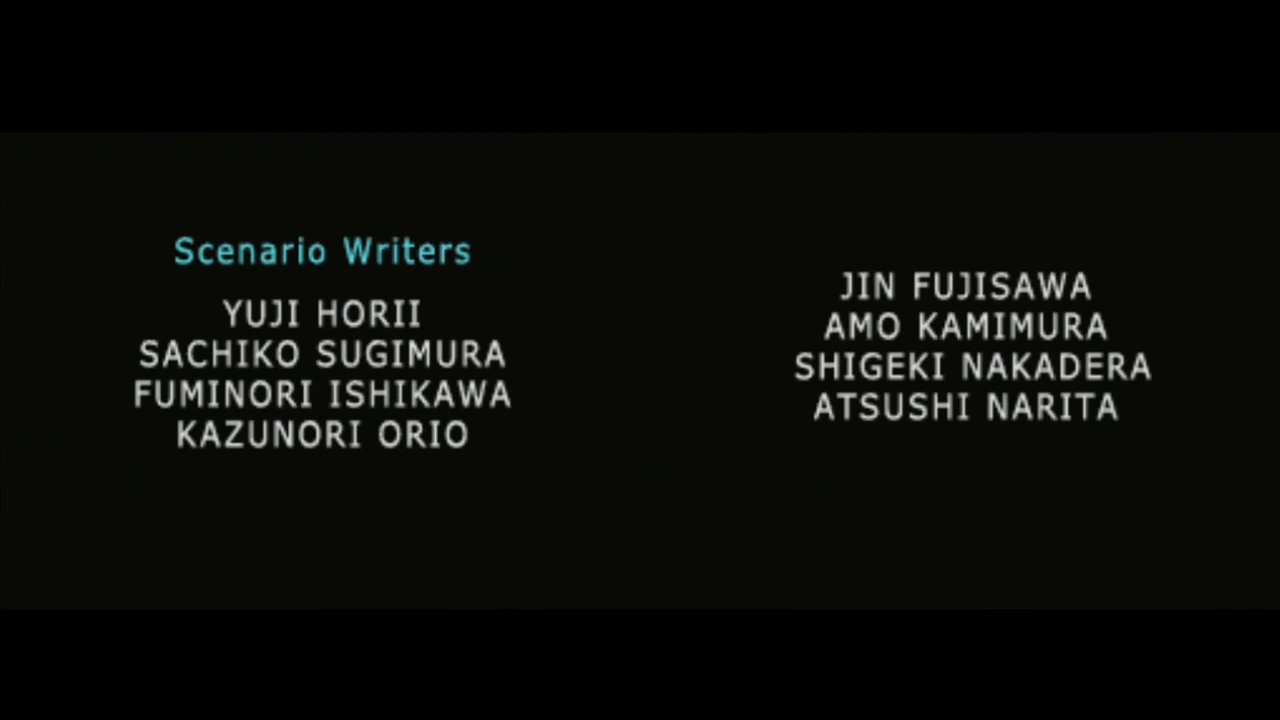 Scenario Writers
YUJI HORII
SACHIKO SUGIMURA
FUMINORI ISHIKAWA
KAZUNORI ORIO
JIN FUJISAWA
AMO KAMIMURA
SHIGEKI NAKADERA
ATSUSHI NARITA